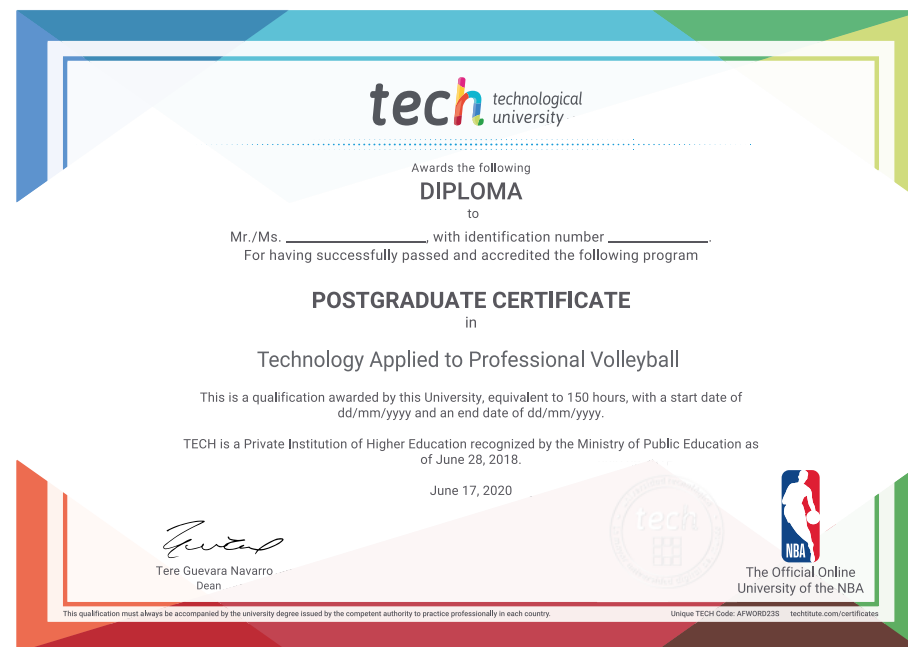 tech technological
university
Awards the following
DIPLOMA
to
Mr./Ms. ____________, with identification number ____________.
For having successfully passed and accredited the following program
POSTGRADUATE CERTIFICATE
in
Technology Applied to Professional Volleyball
This is a qualification awarded by this University, equivalent to 150 hours, with a start date of
dd/mm/yyyy and an end date of dd/mm/yyyy.
TECH is a Private Institution of Higher Education recognized by the Ministry of Public Education as
of June 28, 2018.
June 17, 2020
tech
NBA
Tere Guevara Navarro
Dean
The Official Online
University of the NBA
This qualification must always be accompanied by the university degree issued by the competent authority to practice professionally in each country.
Unique TECH Code: AFWORD23S techtitute.com/certificates